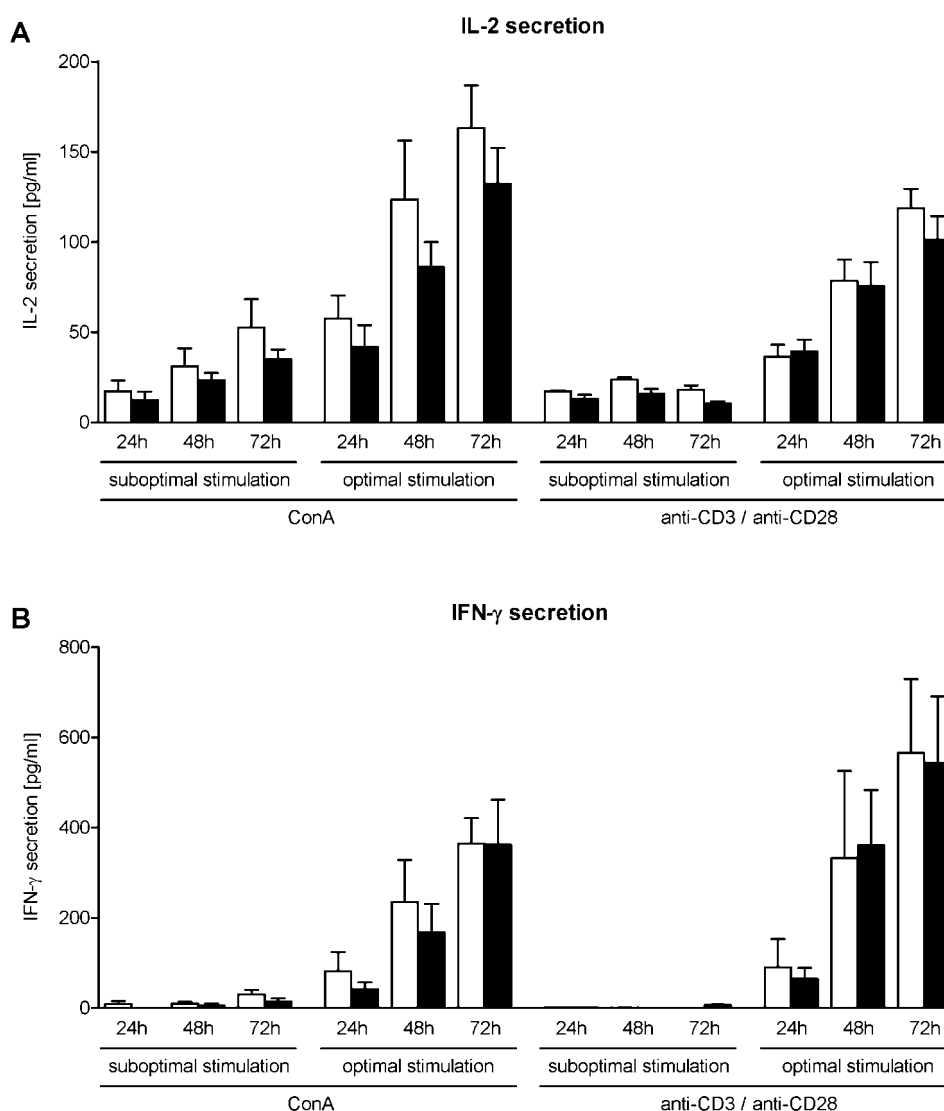 A
IL-2 secretion
IL-2 secretion [pg/ml]
200
150
100
50
0
24h 48h 72h 24h 48h 72h 24h 48h 72h 24h 48h 72h
suboptimal stimulation optimal stimulation suboptimal stimulation optimal stimulation
ConA anti-CD3 / anti-CD28
B
IFN-γ secretion
IFN-γ secretion [pg/ml]
800
600
400
200
0
24h 48h 72h 24h 48h 72h 24h 48h 72h 24h 48h 72h
suboptimal stimulation optimal stimulation suboptimal stimulation optimal stimulation
ConA anti-CD3 / anti-CD28